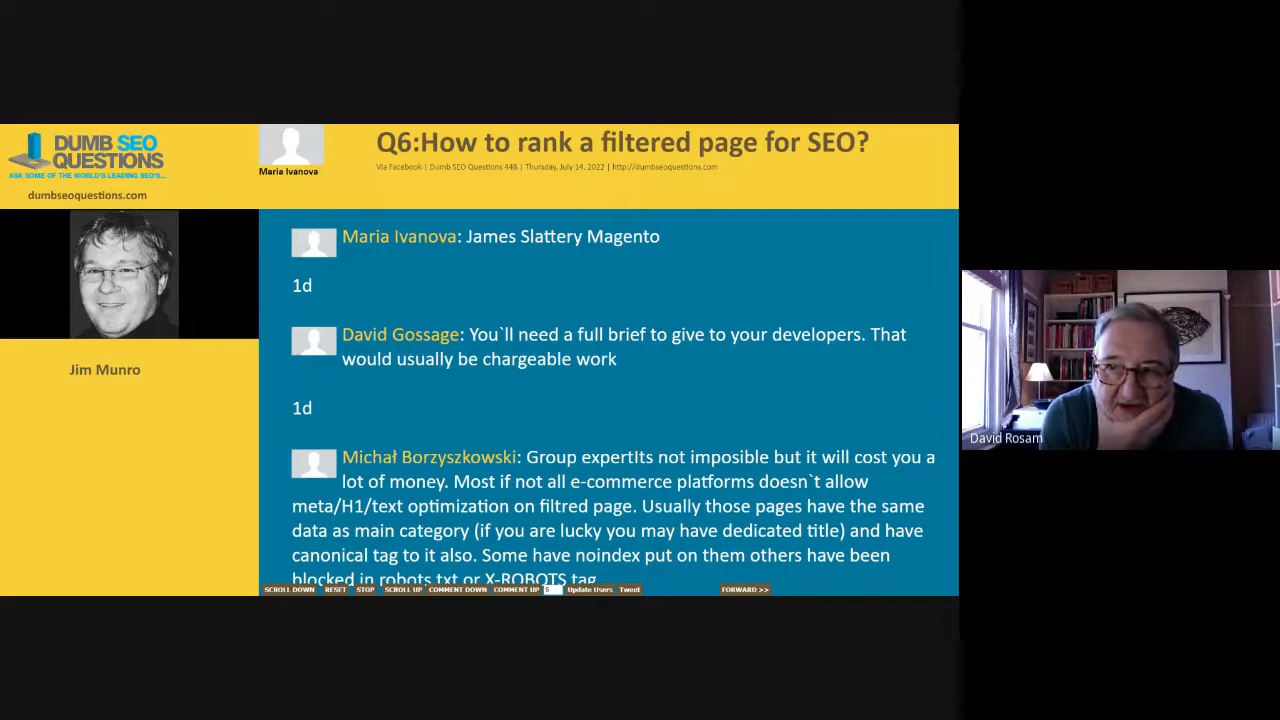 DUMB SEO
QUESTIONS
ASK SOME OF THE WORLD'S LEADING SEO'S...
dumbseoquestions.com
Maria Ivanova
Q6:How to rank a filtered page for SEO?
Via Facebook | Dumb SEO Questions 448 | Thursday, July 14, 2022 | http://dumbseoquestions.com
Jim Munro
Maria Ivanova: James Slattery Magento
1d
David Gossage: You`ll need a full brief to give to your developers. That
would usually be chargeable work
1d
Michał Borzyszkowski: Group expertIts not imposible but it will cost you a
lot of money. Most if not all e-commerce platforms doesn`t allow
meta/H1/text optimization on filtred page. Usually those pages have the same
data as main category (if you are lucky you may have dedicated title) and have
canonical tag to it also. Some have noindex put on them others have been
blocked in robots.txt or X-ROBOTS tag
SCROLL DOWN RESET STOP SCROLL UP COMMENT DOWN COMMENT UP 6 Update Users Tweet FORWARD >>
David Rosam